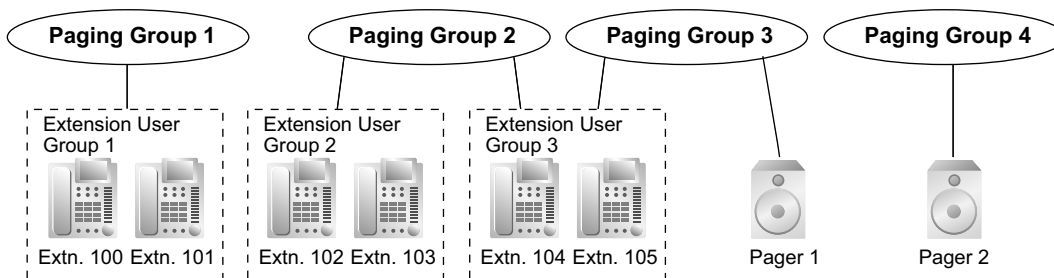 Paging Group 1
Paging Group 2
Paging Group 3
Paging Group 4
Extension User
Group 1
Extension User
Group 2
Extension User
Group 3
Extn. 100 Extn. 101
Extn. 102 Extn. 103
Extn. 104 Extn. 105
Pager 1
Pager 2